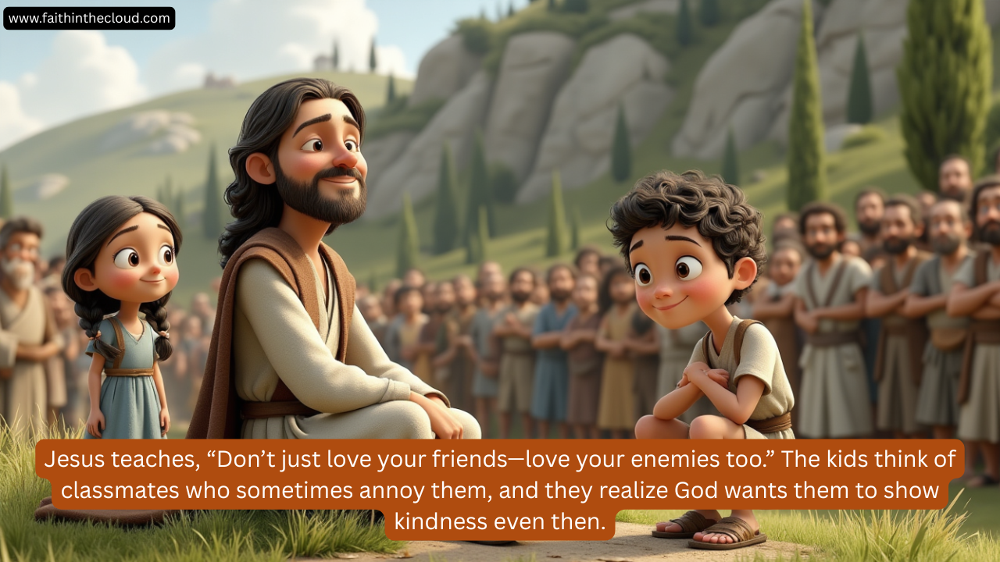 www.faithinthecloud.com
Jesus teaches, “Don’t just love your friends—love your enemies too.” The kids think of
classmates who sometimes annoy them, and they realize God wants them to show
kindness even then.